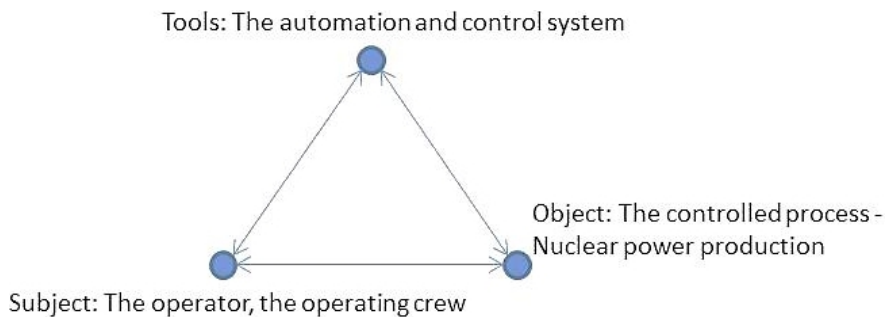 Tools: The automation and control system
Object: The controlled process -
Nuclear power production
Subject: The operator, the operating crew